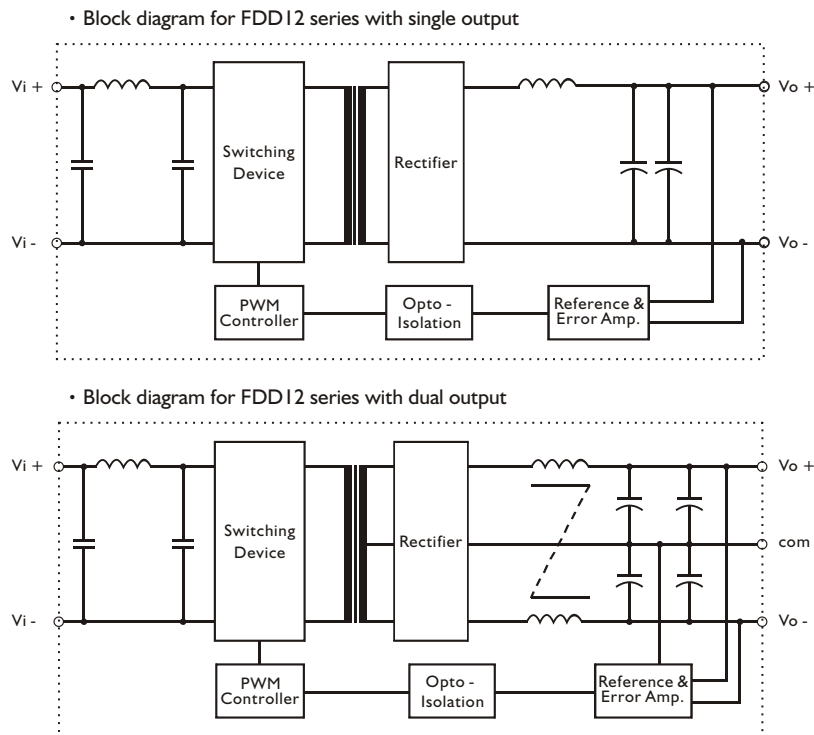 · Block diagram for FDD12 series with single output
Vi +
Vo +
Switching
Device
Rectifier
Vi -
Vo -
PWM
Controller
Opto -
Isolation
Reference &
Error Amp.
· Block diagram for FDD12 series with dual output
Vi +
Vo +
Switching
Device
Rectifier
com
Vi -
Vo -
PWM
Controller
Opto -
Isolation
Reference &
Error Amp.